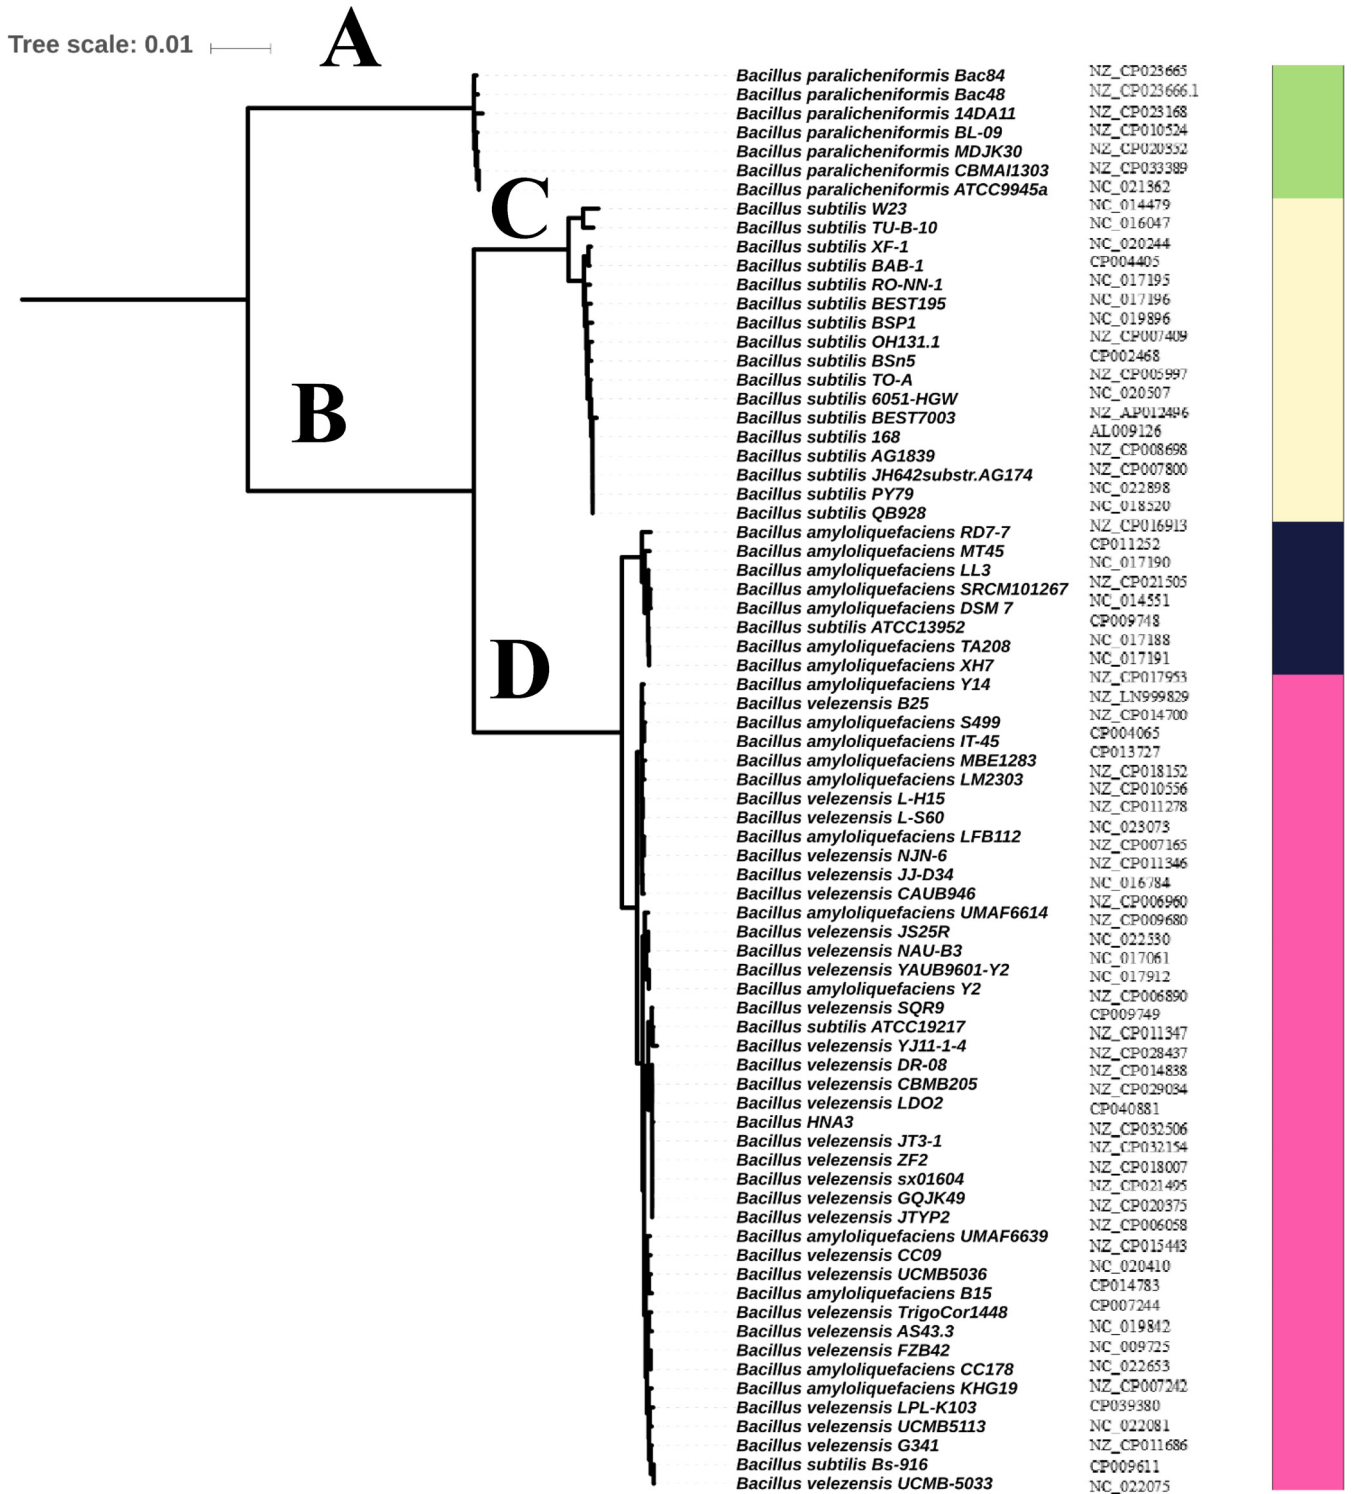 Tree scale: 0.01
A
Bacillus paralicheniformis Bac84 NZ_CP023665
Bacillus paralicheniformis Bac48 NZ_CP023666.1
Bacillus paralicheniformis 14DA11 NZ_CP023168
Bacillus paralicheniformis BL-09 NZ_CP010524
Bacillus paralicheniformis MDJK30 NZ_CP020352
Bacillus paralicheniformis CBMAI1303 NZ_CP033389
Bacillus paralicheniformis ATCC9945a NC_021362
C
Bacillus subtilis W23 NC_014479
Bacillus subtilis TU-B-10 NC_016047
Bacillus subtilis XF-1 NC_020244
Bacillus subtilis BAB-1 CP004405
Bacillus subtilis RO-NN-1 NC_017195
Bacillus subtilis BEST195 NC_017196
Bacillus subtilis BSP1 NC_019896
Bacillus subtilis OH131.1 NZ_CP007409
Bacillus subtilis BSn5 CP002468
Bacillus subtilis TO-A NZ_CP005997
Bacillus subtilis 6051-HGW NC_020507
B
Bacillus subtilis BEST7003 NZ_AP012496
Bacillus subtilis 168 AL009126
Bacillus subtilis AG1839 NZ_CP008698
Bacillus subtilis JH642substr.AG174 NZ_CP007800
Bacillus subtilis PY79 NC_022898
Bacillus subtilis QB928 NC_018520
Bacillus amyloliquefaciens RD7-7 NZ_CP016913
Bacillus amyloliquefaciens MT45 CP011252
Bacillus amyloliquefaciens LL3 NC_017190
Bacillus amyloliquefaciens SRCM101267 NZ_CP021505
Bacillus amyloliquefaciens DSM 7 NC_014551
Bacillus subtilis ATCC13952 CP009748
Bacillus amyloliquefaciens TA208 NC_017188
Bacillus amyloliquefaciens XH7 NC_017191
D
Bacillus amyloliquefaciens Y14 NZ_CP017953
Bacillus velezensis B25 NZ_LN999829
Bacillus amyloliquefaciens S499 NZ_CP014700
Bacillus amyloliquefaciens IT-45 CP004065
Bacillus amyloliquefaciens MBE1283 CP013727
Bacillus amyloliquefaciens LM2303 NZ_CP018152
Bacillus velezensis L-H15 NZ_CP010556
Bacillus velezensis L-S60 NZ_CP011278
Bacillus amyloliquefaciens LFB112 NC_023073
Bacillus velezensis NJN-6 NZ_CP007165
Bacillus velezensis JJ-D34 NZ_CP011346
Bacillus velezensis CAUB946 NC_016784
Bacillus amyloliquefaciens UMAF6614 NZ_CP006960
Bacillus velezensis JS25R NZ_CP009680
Bacillus velezensis NAU-B3 NC_022530
Bacillus velezensis YAUB9601-Y2 NC_017061
Bacillus amyloliquefaciens Y2 NC_017912
Bacillus velezensis SQR9 NZ_CP006890
Bacillus subtilis ATCC19217 CP009749
Bacillus velezensis YJ11-1-4 NZ_CP011347
Bacillus velezensis DR-08 NZ_CP028437
Bacillus velezensis CBMB205 NZ_CP014838
Bacillus velezensis LDO2 NZ_CP029034
Bacillus HNA3 CP040881
Bacillus velezensis JT3-1 NZ_CP032506
Bacillus velezensis ZF2 NZ_CP032154
Bacillus velezensis sx01604 NZ_CP018007
Bacillus velezensis GQJK49 NZ_CP021495
Bacillus velezensis JTYP2 NZ_CP020375
Bacillus amyloliquefaciens UMAF6639 NZ_CP006058
Bacillus velezensis CC09 NZ_CP015443
Bacillus velezensis UCMB5036 NC_020410
Bacillus amyloliquefaciens B15 CP014783
Bacillus velezensis TrigoCor1448 CP007244
Bacillus velezensis AS43.3 NC_019842
Bacillus velezensis FZB42 NC_009725
Bacillus amyloliquefaciens CC178 NC_022653
Bacillus amyloliquefaciens KHG19 NZ_CP007242
Bacillus velezensis LPL-K103 CP039380
Bacillus velezensis UCMB5113 NC_022081
Bacillus velezensis G341 NZ_CP011686
Bacillus subtilis Bs-916 CP009611
Bacillus velezensis UCMB-5033 NC_022075